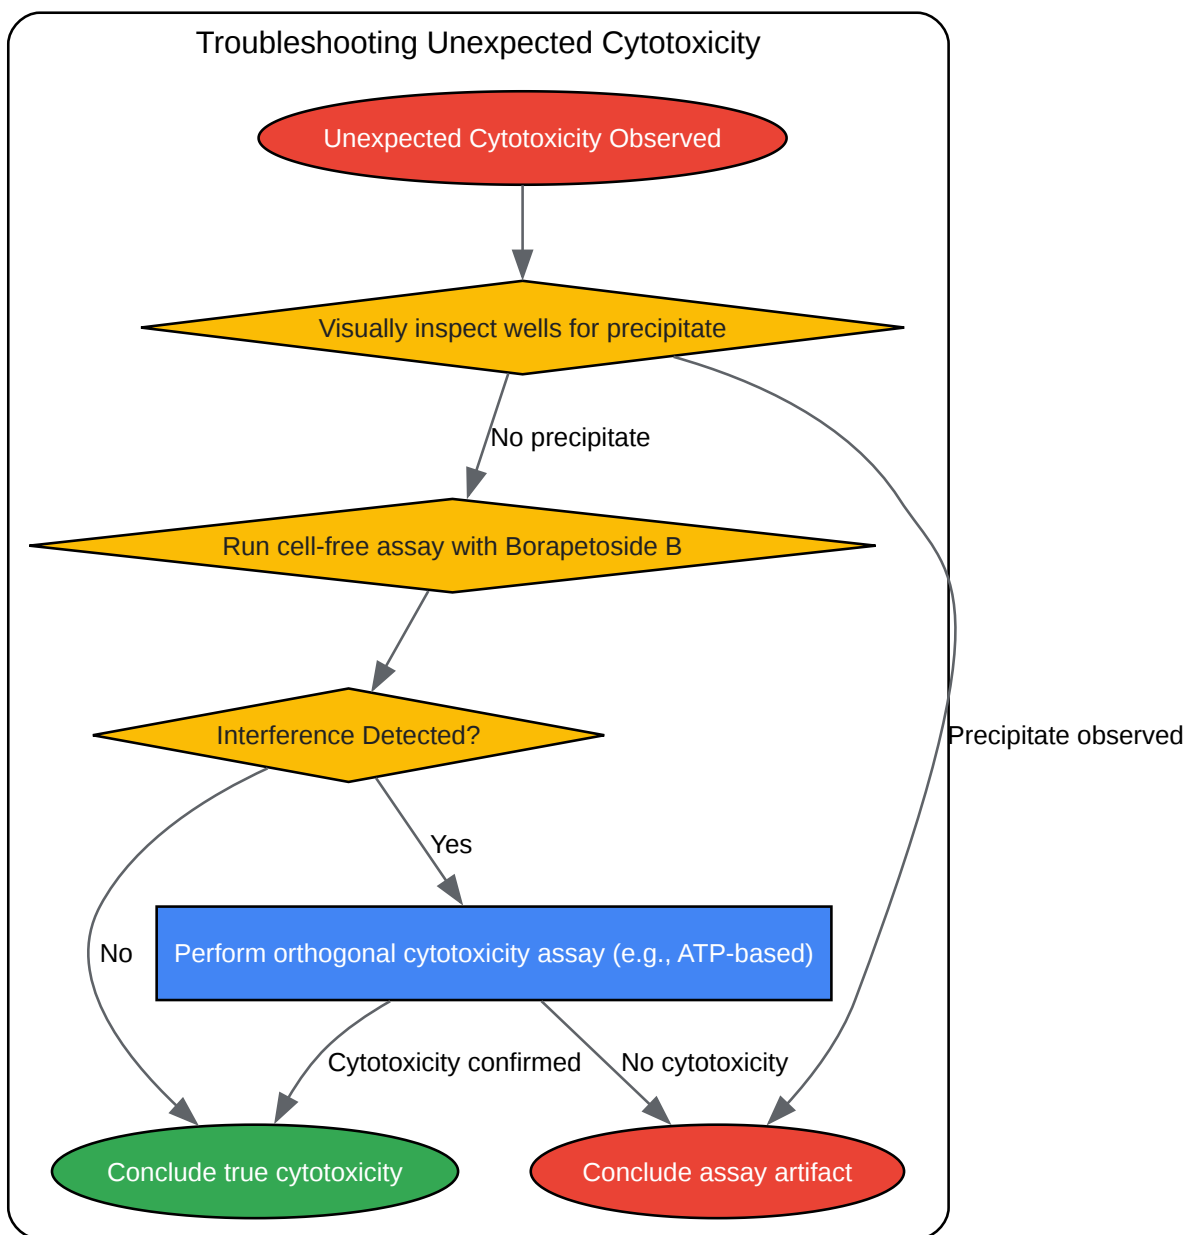 Troubleshooting Unexpected Cytotoxicity
Unexpected Cytotoxicity Observed
Visually inspect wells for precipitate
No precipitate
Run cell-free assay with Borapetoside B
Interference Detected?
Precipitate observed
Yes
No
Perform orthogonal cytotoxicity assay (e.g., ATP-based)
Cytotoxicity confirmed
No cytotoxicity
Conclude true cytotoxicity
Conclude assay artifact